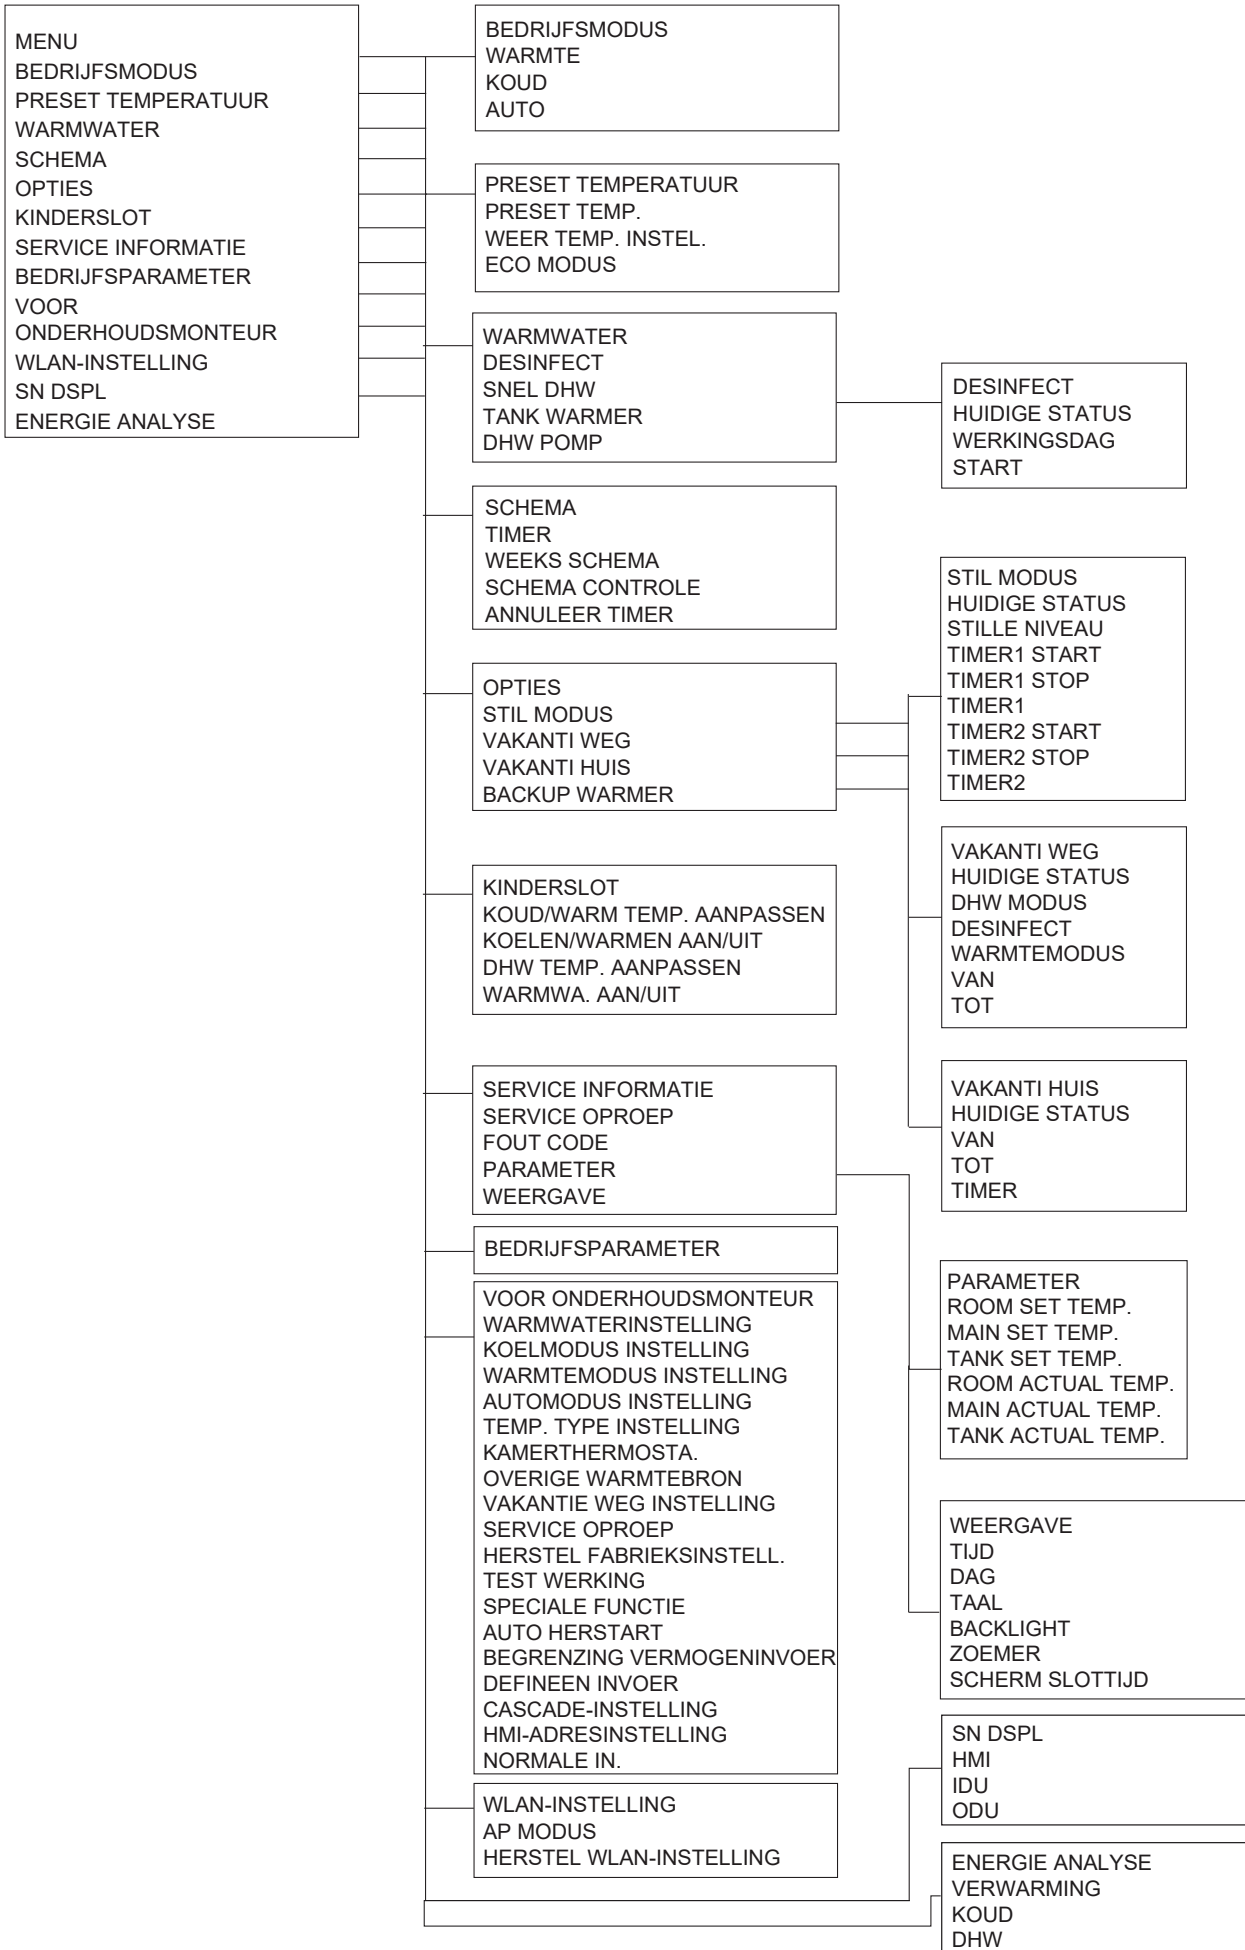 MENU
BEDRIJFSMODUS
PRESET TEMPERATUUR
WARMWATER
SCHEMA
OPTIES
KINDERSLOT
SERVICE INFORMATIE
BEDRIJFSPARAMETER
VOOR
ONDERHOUDSMONTEUR
WLAN-INSTELLING
SN DSPL
ENERGIE ANALYSE
BEDRIJFSMODUS
WARMTE
KOUD
AUTO
PRESET TEMPERATUUR
PRESET TEMP.
WEER TEMP. INSTEL.
ECO MODUS
WARMWATER
DESINFECT
SNEL DHW
TANK WARMER
DHW POMP
DESINFECT
HUIDIGE STATUS
WERKINGSDAG
START
SCHEMA
TIMER
WEEKS SCHEMA
SCHEMA CONTROLE
ANNULEER TIMER
OPTIES
STIL MODUS
VAKANTI WEG
VAKANTI HUIS
BACKUP WARMER
STIL MODUS
HUIDIGE STATUS
STILLE NIVEAU
TIMER1 START
TIMER1 STOP
TIMER1
TIMER2 START
TIMER2 STOP
TIMER2
VAKANTI WEG
HUIDIGE STATUS
DHW MODUS
DESINFECT
WARMTEMODUS
VAN
TOT
VAKANTI HUIS
HUIDIGE STATUS
VAN
TOT
TIMER
KINDERSLOT
KOUD/WARM TEMP. AANPASSEN
KOELEN/WARMEN AAN/UIT
DHW TEMP. AANPASSEN
WARMWA. AAN/UIT
SERVICE INFORMATIE
SERVICE OPROEP
FOUT CODE
PARAMETER
WEERGAVE
PARAMETER
ROOM SET TEMP.
MAIN SET TEMP.
TANK SET TEMP.
ROOM ACTUAL TEMP.
MAIN ACTUAL TEMP.
TANK ACTUAL TEMP.
WEERGAVE
TIJD
DAG
TAAL
BACKLIGHT
ZOEMER
SCHERM SLOTTIJD
BEDRIJFSPARAMETER
VOOR ONDERHOUDSMONTEUR
WARMWATERINSTELLING
KOELMODUS INSTELLING
WARMTEMODUS INSTELLING
AUTOMODUS INSTELLING
TEMP. TYPE INSTELLING
KAMERTHERMOSTA.
OVERIGE WARMTEBRON
VAKANTIE WEG INSTELLING
SERVICE OPROEP
HERSTEL FABRIEKSINSTELL.
TEST WERKING
SPECIALE FUNCTIE
AUTO HERSTART
BEGRENZING VERMOGENINVOER
DEFINEEN INVOER
CASCADE-INSTELLING
HMI-ADRESINSTELLING
NORMALE IN.
WLAN-INSTELLING
AP MODUS
HERSTEL WLAN-INSTELLING
SN DSPL
HMI
IDU
ODU
ENERGIE ANALYSE
VERWARMING
KOUD
DHW